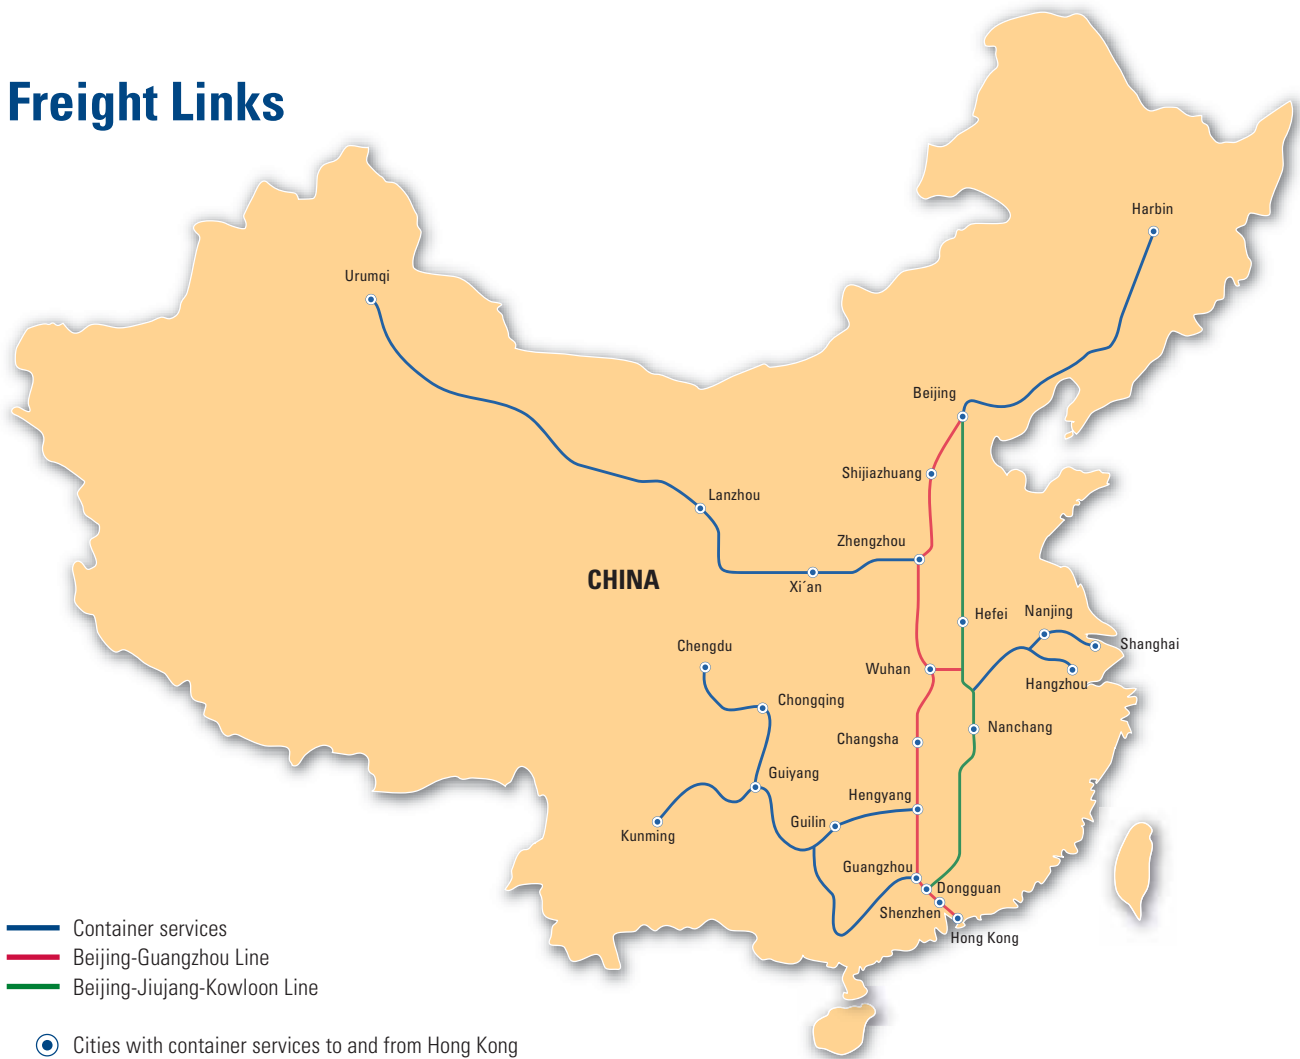 Freight Links
Harbin
Urumqi
Beijing
Shijiazhuang
Lanzhou
Zhengzhou
CHINA
Xi´an
Hefei
Nanjing
Shanghai
Chengdu
Wuhan
Hangzhou
Chongqing
Nanchang
Changsha
Guiyang
Hengyang
Guilin
Kunming
Guangzhou
Dongguan
Shenzhen
Hong Kong
Container services
Beijing-Guangzhou Line
Beijing-Jiujang-Kowloon Line
Cities with container services to and from Hong Kong